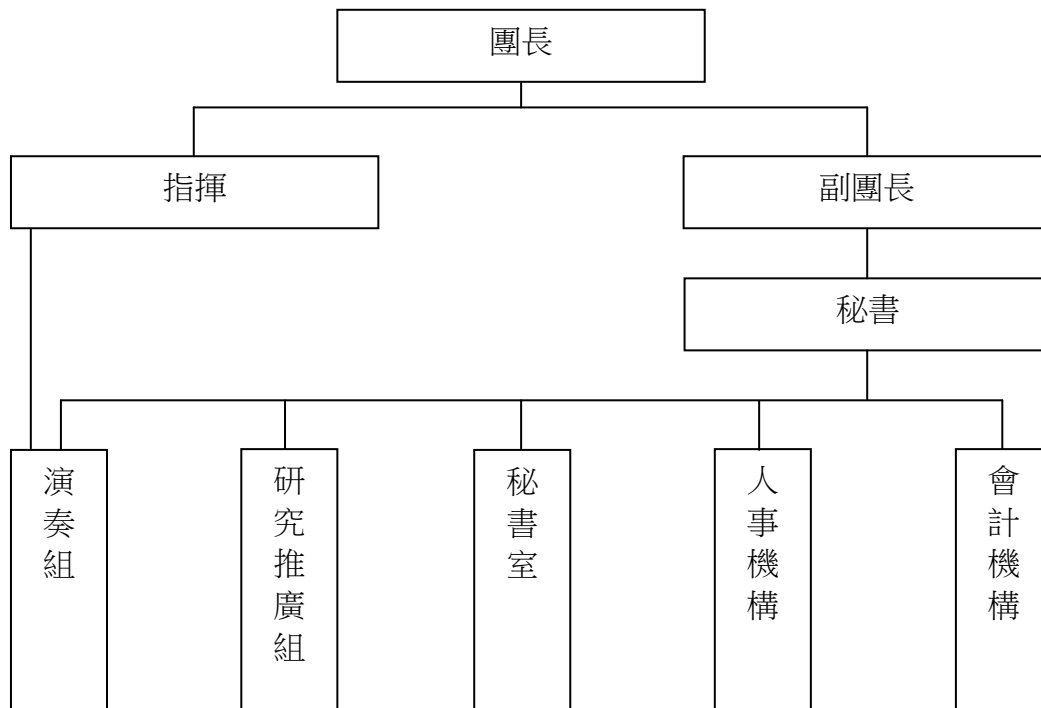 團長
指揮
副團長
秘書
演奏組
研究推廣組
秘書室
人事機構
會計機構